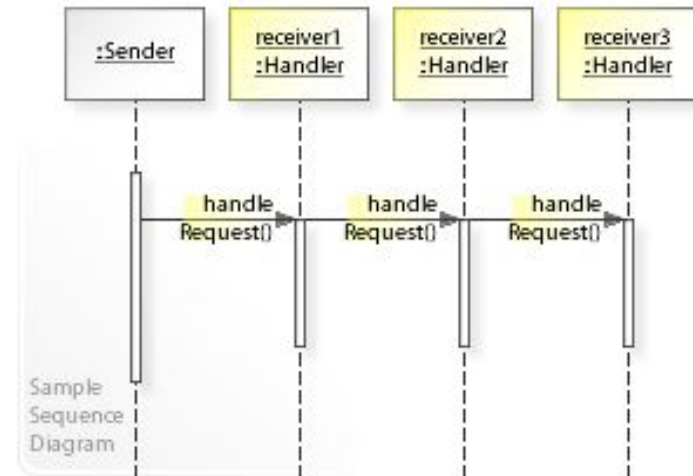 :Sender
receiver1
:Handler
receiver2
:Handler
receiver3
:Handler
handle
Request()
handle
Request()
handle
Request()
Sample
Sequence
Diagram